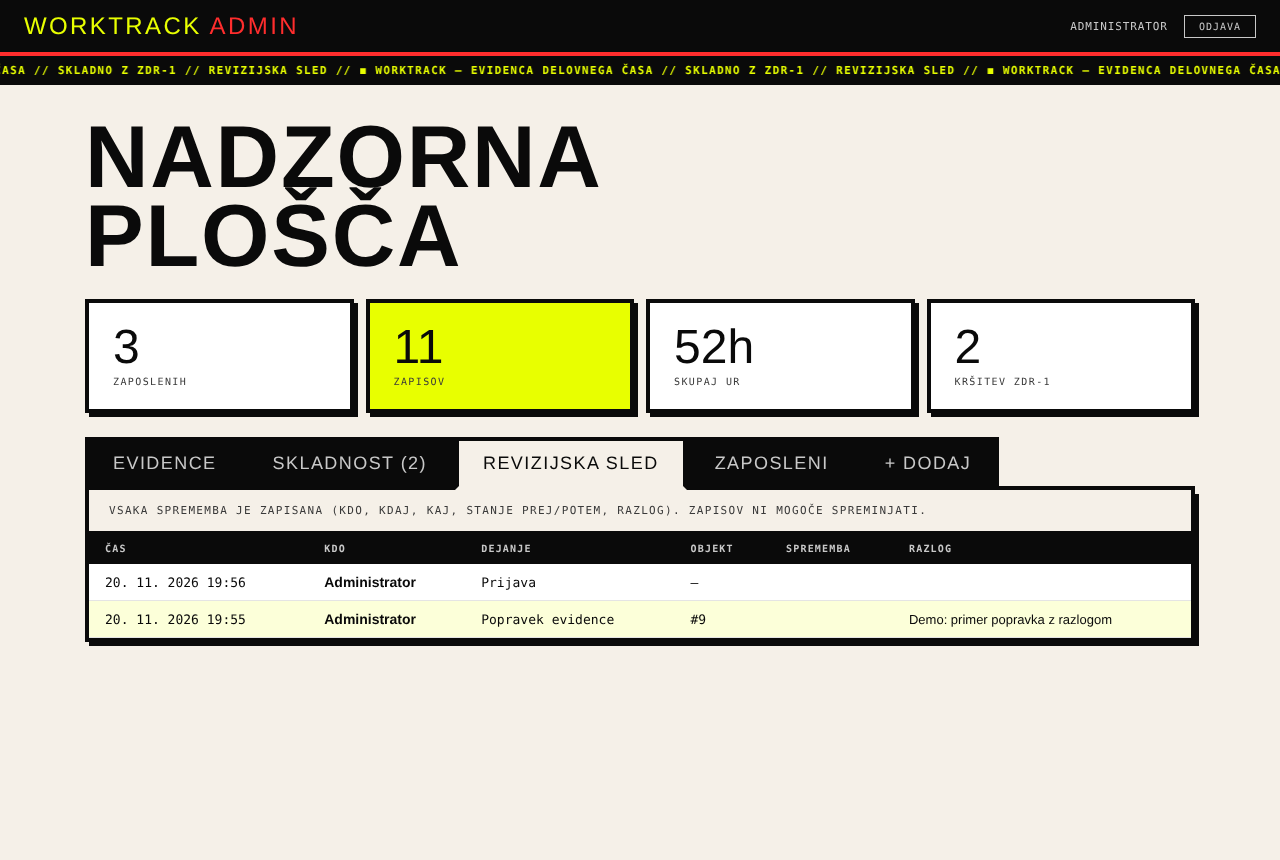 WORKTRACK ADMIN
ADMINISTRATOR
ODJAVA
ČASA // SKLADNO Z ZDR-1 // REVIZIJSKA SLED // ■ WORKTRACK — EVIDENCA DELOVNEGA ČASA // SKLADNO Z ZDR-1 // REVIZIJSKA SLED // ■ WORKTRACK — EVIDENCA DELOVNEGA ČASA
NADZORNA
PLOŠČA
3
ZAPOSLENIH
11
ZAPISOV
52h
SKUPAJ UR
2
KRŠITEV ZDR-1
EVIDENCE SKLADNOST (2) REVIZIJSKA SLED ZAPOSLENI + DODAJ
VSAKA SPREMEMBA JE ZAPISANA (KDO, KDAJ, KAJ, STANJE PREJ/POTEM, RAZLOG). ZAPISOV NI MOGOČE SPREMINJATI.
ČAS KDO DEJANJE OBJEKT SPREMEMBA RAZLOG
20. 11. 2026 19:56 Administrator Prijava —
20. 11. 2026 19:55 Administrator Popravek evidence #9 Demo: primer popravka z razlogom